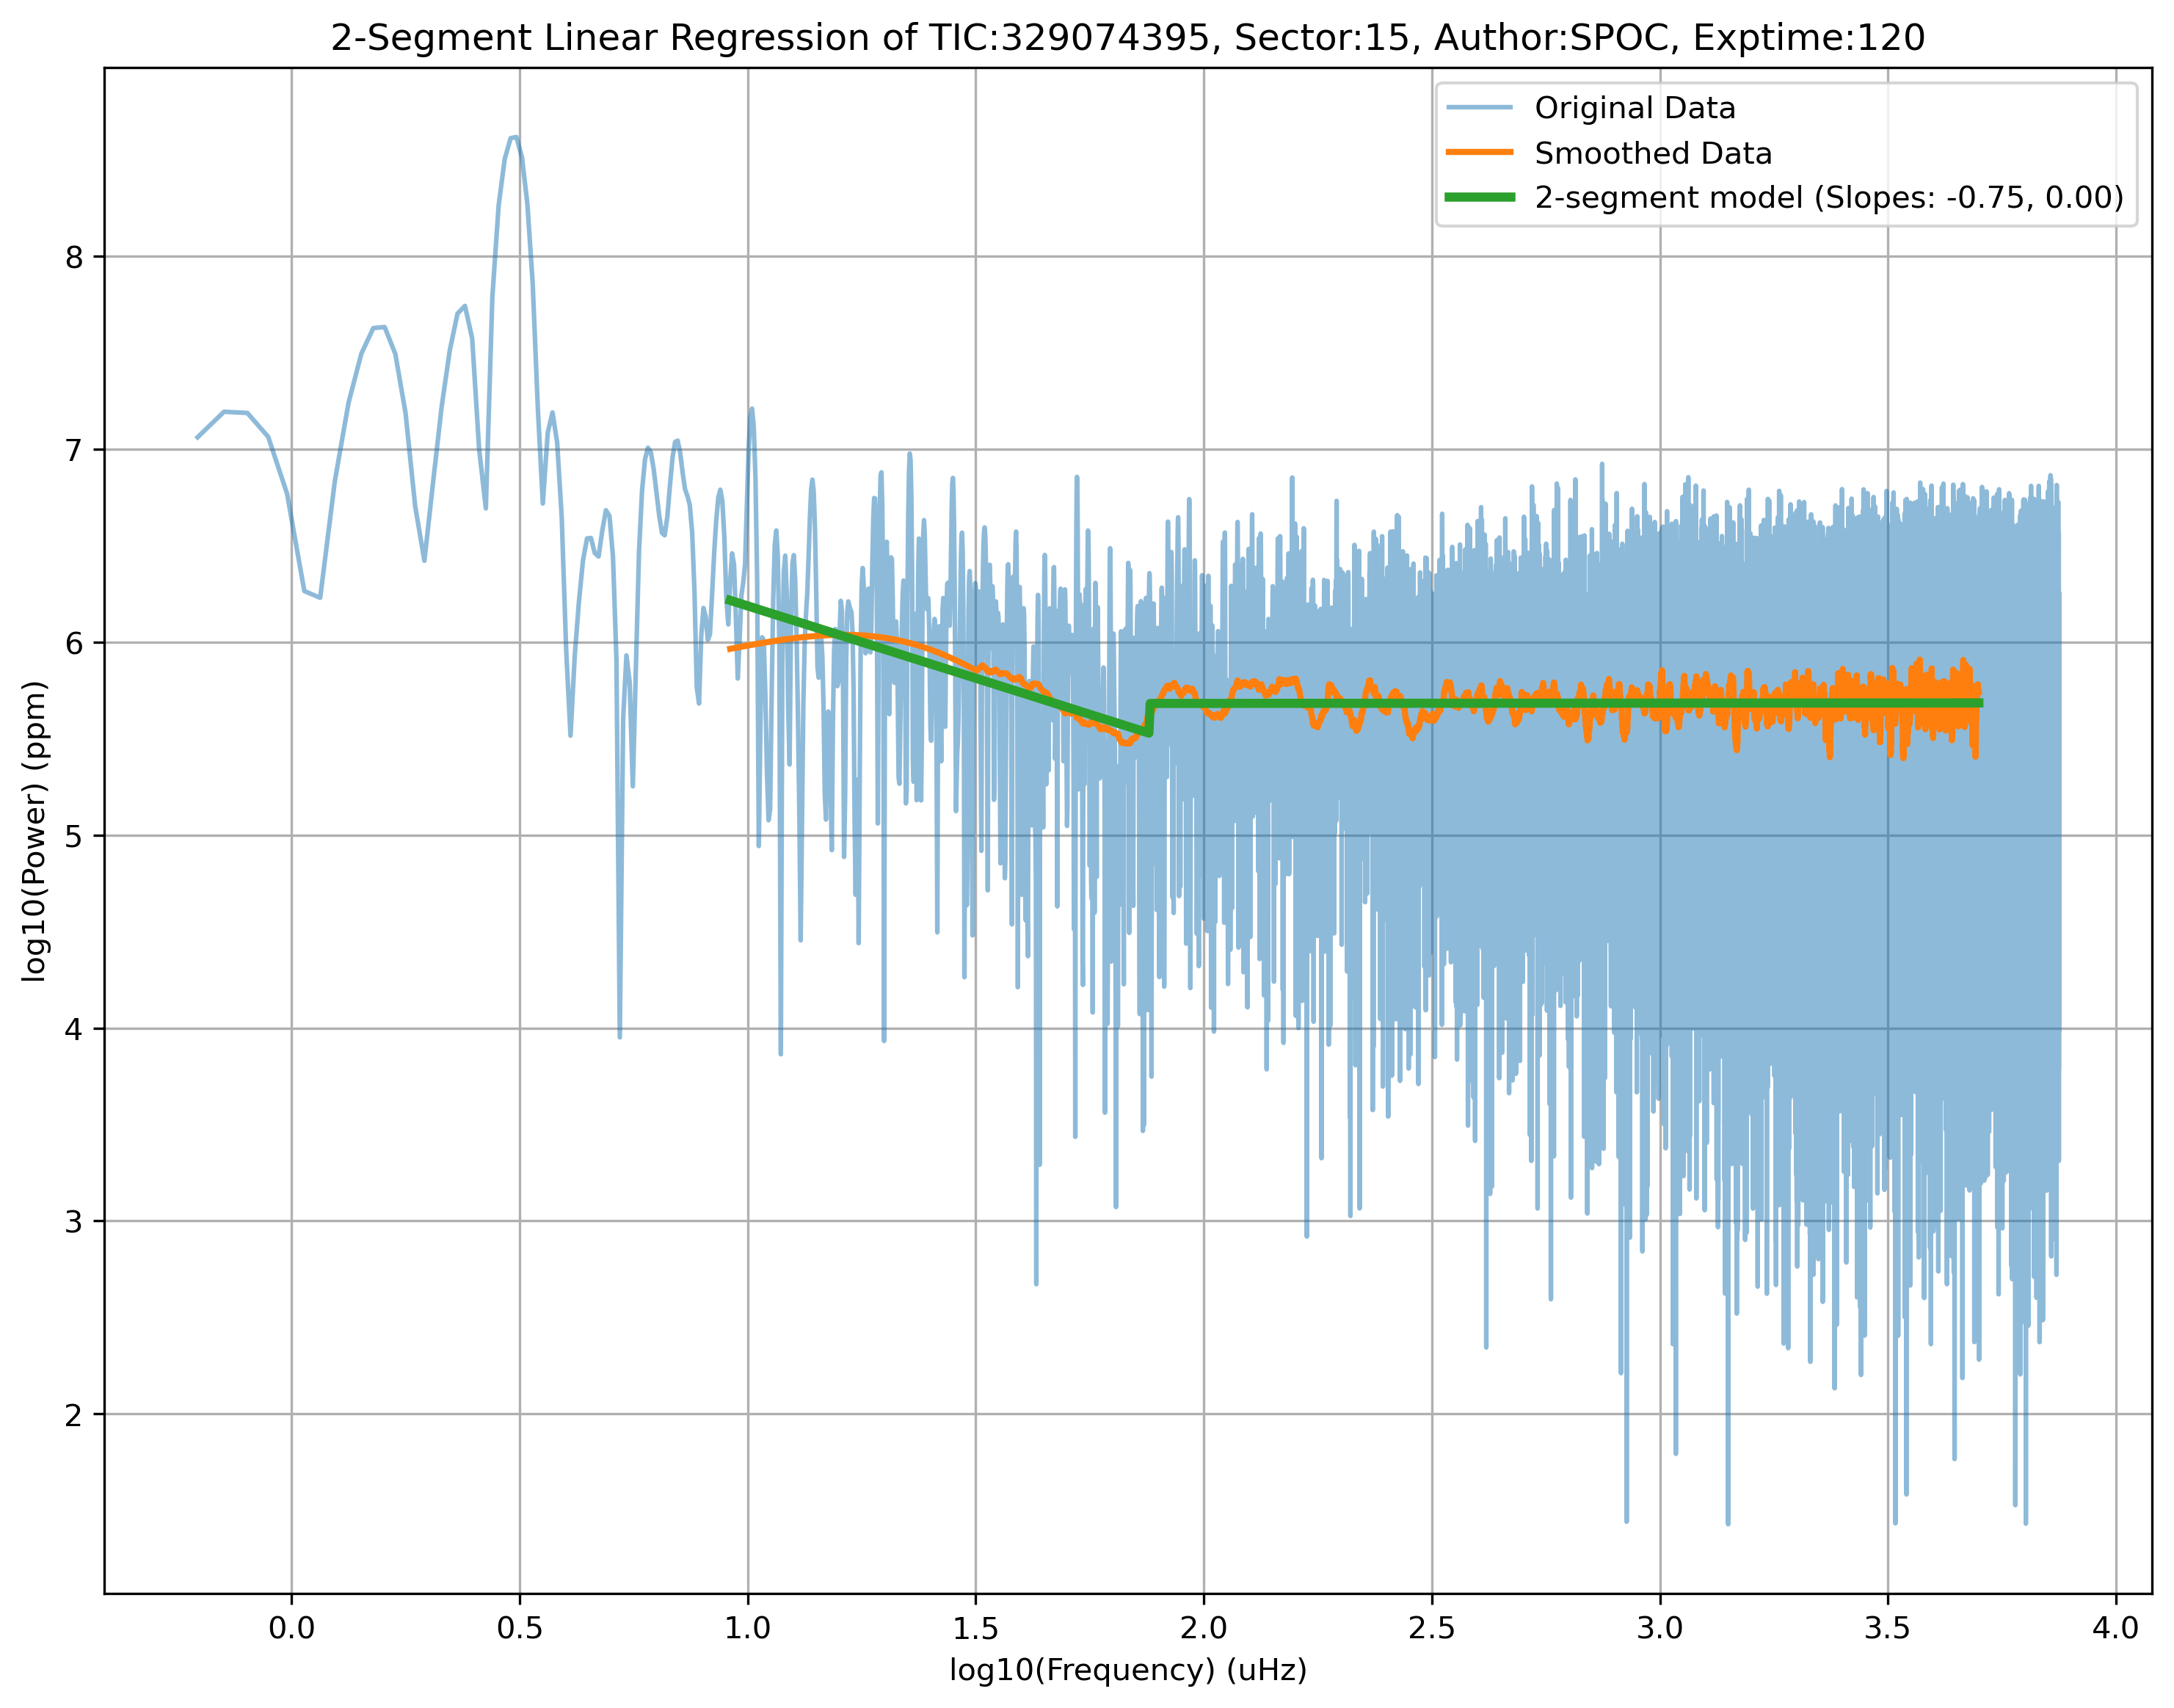 2-Segment Linear Regression of TIC:329074395, Sector:15, Author:SPOC, Exptime:120
Original Data
Smoothed Data
2-segment model (Slopes: -0.75, 0.00)
log10(Power) (ppm)
8
7
6
5
4
3
2
0.0 0.5 1.0 1.5 2.0 2.5 3.0 3.5 4.0
log10(Frequency) (uHz)